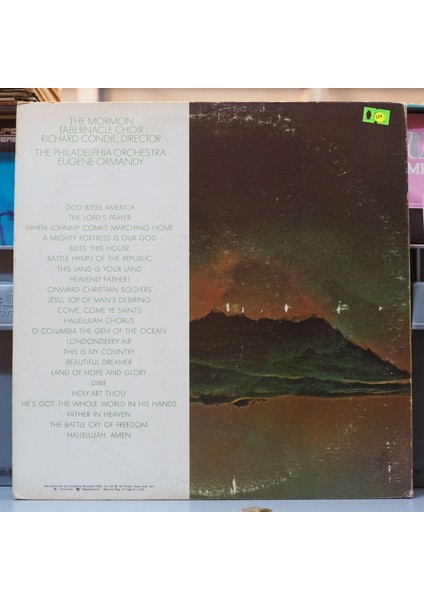 THE MORMON
TABERNACLE CHOIR
RICHARD CONDIE, DIRECTOR
THE PHILADELPHIA ORCHESTRA
EUGENE ORMANDY
GOD BLESS AMERICA
THE LORD'S PRAYER
WHEN JOHNNY COMES MARCHING HOME
A MIGHTY FORTRESS IS OUR GOD
BLESS THIS HOUSE
BATTLE HYMN OF THE REPUBLIC
THIS LAND IS YOUR LAND
HEAVENLY FATHER
ONWARD CHRISTIAN SOLDIERS
JESU, JOY OF MAN'S DESIRING
COME, COME YE SAINTS
HALLELUJAH CHORUS
O COLUMBIA THE GEM OF THE OCEAN
LONDONDERRY AIR
THIS IS MY COUNTRY
BEAUTIFUL DREAMER
LAND OF HOPE AND GLORY
DIXIE
HOLY ART THOU
HE'S GOT THE WHOLE WORLD IN HIS HANDS
FATHER IN HEAVEN
THE BATTLE CRY OF FREEDOM
HALLELUJAH, AMEN